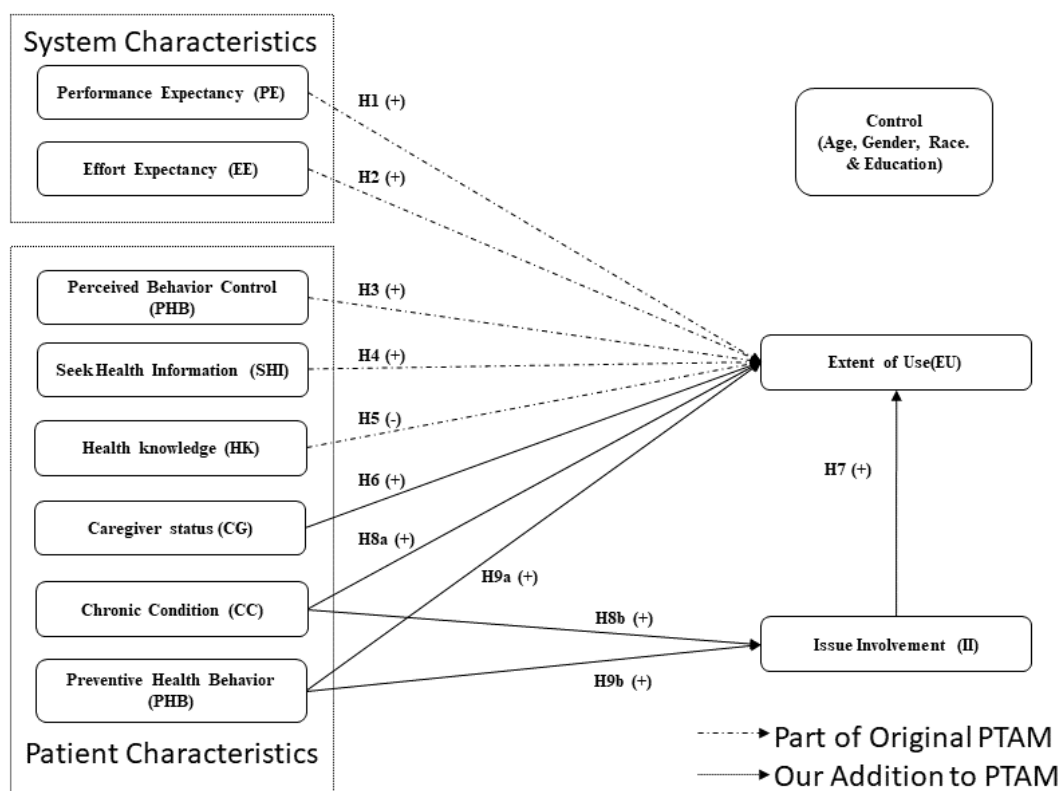 System Characteristics
Performance Expectancy (PE)
Effort Expectancy (EE)
H1 (+)
H2 (+)
Control
(Age, Gender, Race.
& Education)
Perceived Behavior Control
(PHB)
Seek Health Information (SHI)
Health knowledge (HK)
Caregiver status (CG)
Chronic Condition (CC)
Preventive Health Behavior
(PHB)
Patient Characteristics
H3 (+)
H4 (+)
H5 (-)
H6 (+)
H8a (+)
H9a (+)
H8b (+)
H9b (+)
Extent of Use(EU)
H7 (+)
Issue Involvement (II)
Part of Original PTAM
Our Addition to PTAM